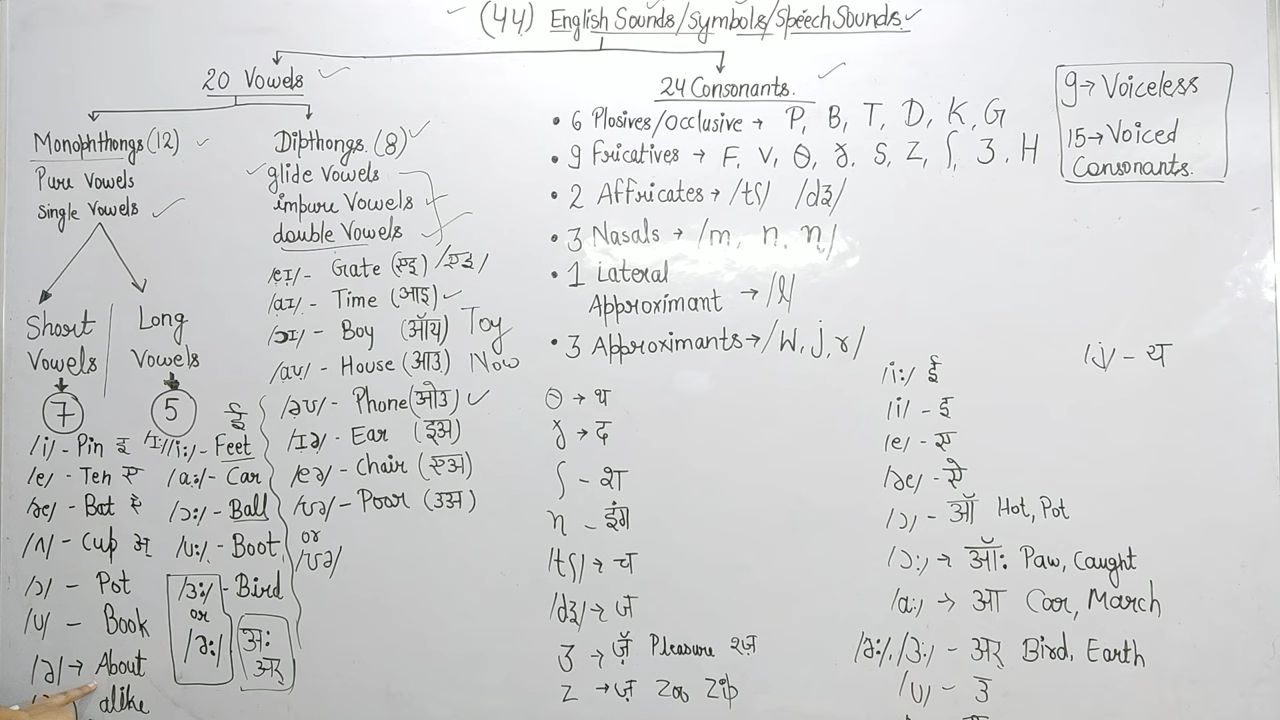 (44) English Sounds/Symbols/Speech Sounds
20 Vowels
Monophthongs (12)
Pure Vowels
Single Vowels
Short Vowels
7
/i/- Pin इ
/e/- Ten ए
/æ/ - Bat ऐ
/ʌ/ - Cup अ
/ɔ/ - Pot
/ʊ/ - Book
/ə/ → About
alike
Long Vowels
5
ई
/I:/ /i:/- Feet
/a:/- Car
/ɔ:/- Ball
/u:/- Boot
/ɜ:/ - Bird
or
/ə:/
अः
अर्
Dipthongs (8)
glide Vowels
impure Vowels
double Vowels
/eɪ/- Gate (एइ) /एई/
/aɪ/- Time (आइ)
/ɔɪ/- Boy (ऑय) Toy
/aʊ/- House (आउ) Now
/əʊ/- Phone (ओउ)
/ɪə/- Ear (इअ)
/eə/- Chair (एअ)
/ʊə/- Poor (उअ)
or
/ʊə/
24 Consonants.
• 6 Plosives/Occlusive → P, B, T, D, K, G
• 9 Fricatives → F, V, θ, ỡ, S, Z, ʃ, ʒ, H
• 2 Affricates → /tʃ/ /dʒ/
• 3 Nasals → /m, n, ŋ/
• 1 Lateral
Approximant → /l/
• 3 Approximants → /W, j, r/
9 → Voiceless
15 → Voiced
Consonants.
θ → थ
ð → द
ʃ - श
ŋ - इंग
/tʃ/ → च
/dʒ/ → ज
ʒ → ज़ॅ Pleasure श्ज़
Z → ज़ Zoo Zip
/j/ - य
/i:/ ई
/i/ - इ
/e/ - ए
/æ/ - ऐ
/ɔ/ - ऑ Hot, Pot
/ɔ:/ → ऑः Paw, Caught
/a:/ → आ Car, March
/ə:/, /ɜ:/ - अर् Bird, Earth
/ʊ/ - उ